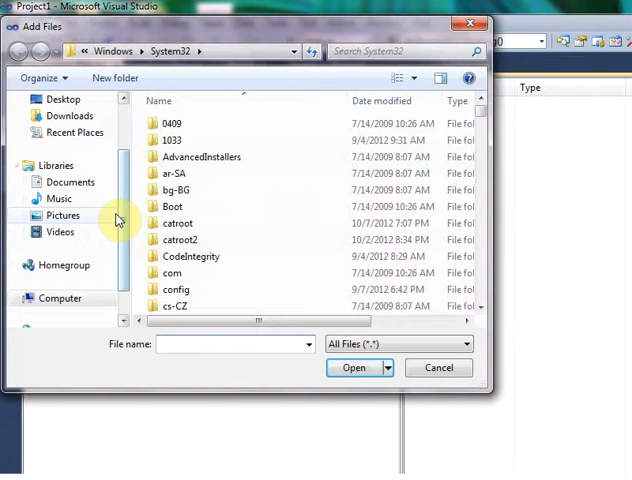 Project1 - Microsoft Visual Studio
Add Files
« Windows System32
Search System32
Organize New folder
Name Date modified Type
Desktop
Downloads
Recent Places
Libraries
Documents
Music
Pictures
Videos
Homegroup
Computer
0409 7/14/2009 10:26 AM File fol
1033 9/4/2012 9:31 AM File fol
AdvancedInstallers 7/14/2009 8:07 AM File fol
ar-SA 7/14/2009 8:07 AM File fol
bg-BG 7/14/2009 8:07 AM File fol
Boot 7/14/2009 10:26 AM File fol
catroot 10/7/2012 7:07 PM File fol
catroot2 10/2/2012 8:34 PM File fol
CodeIntegrity 9/4/2012 8:29 AM File fol
com 7/14/2009 10:26 AM File fol
config 9/7/2012 6:42 PM File fol
cs-CZ 7/14/2009 8:07 AM File fol
File name: All Files (*.*)
Open Cancel
Type